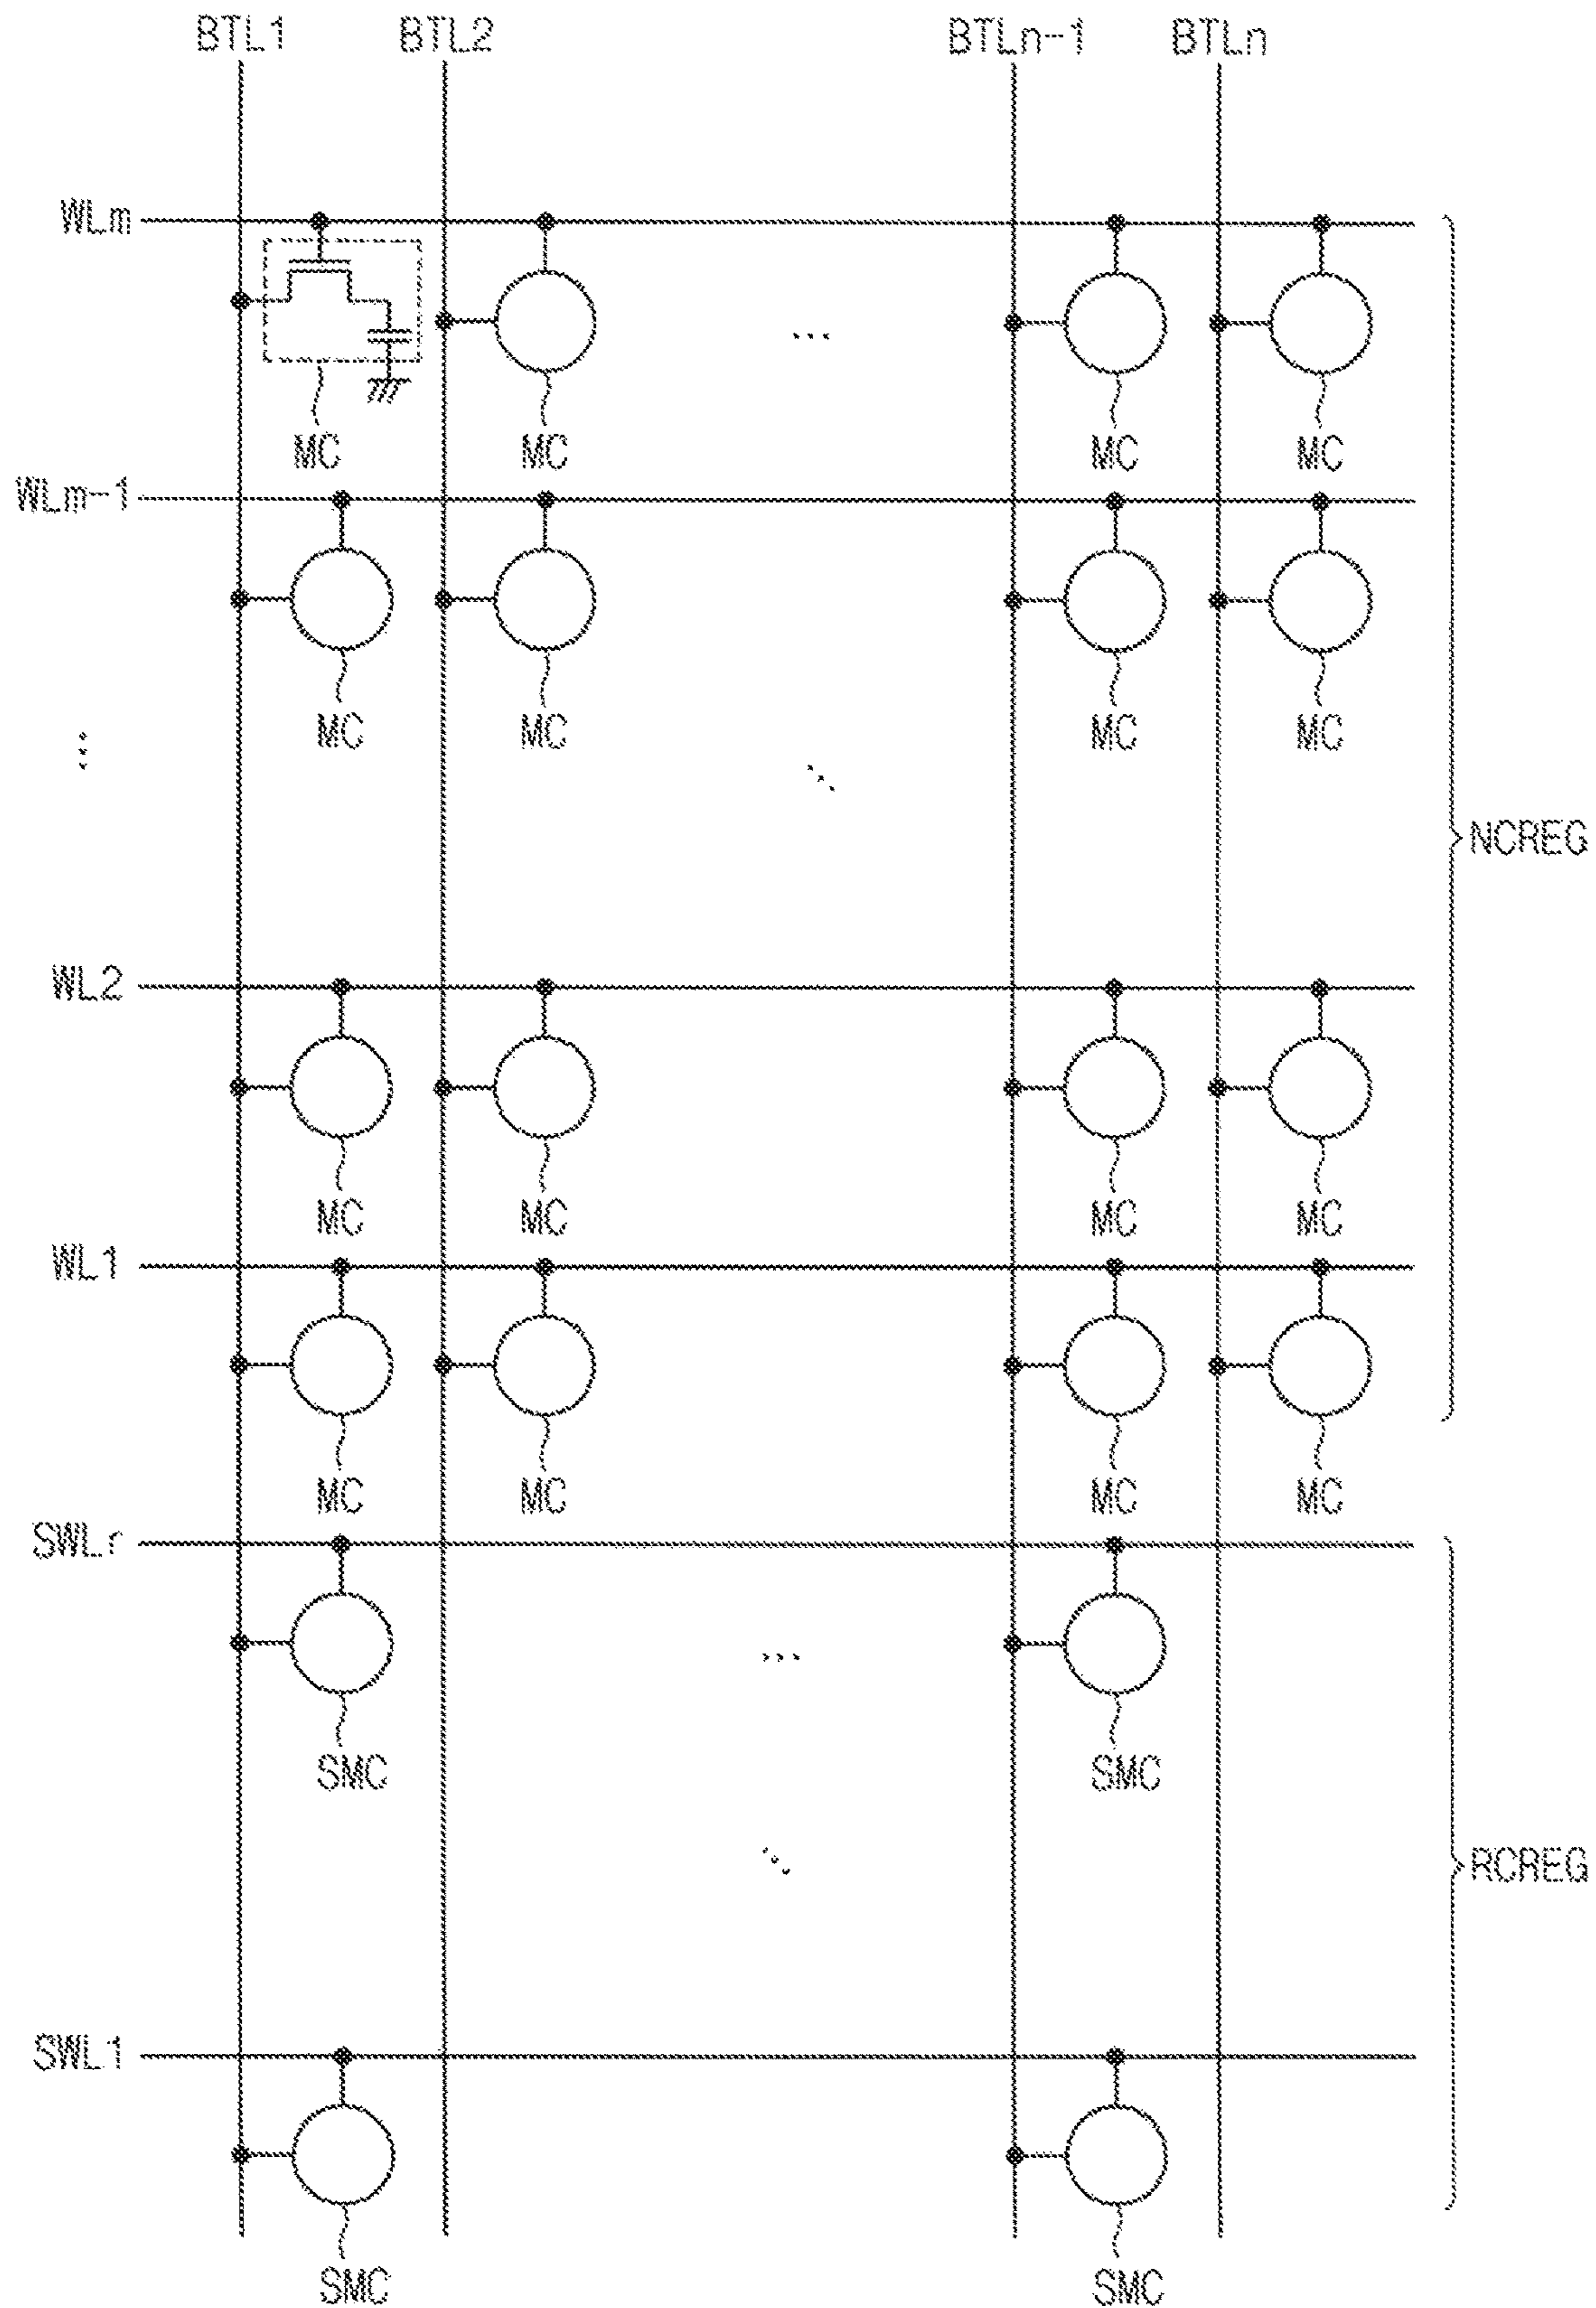 BTL1 BTL2 BTLn-1 BTLn
WLm
MC MC MC MC
WLm-1
MC MC MC MC
NCREG
WL2
MC MC MC MC
WL1
MC MC MC MC
SWLr
SMC SMC
RCREG
SWL1
SMC SMC